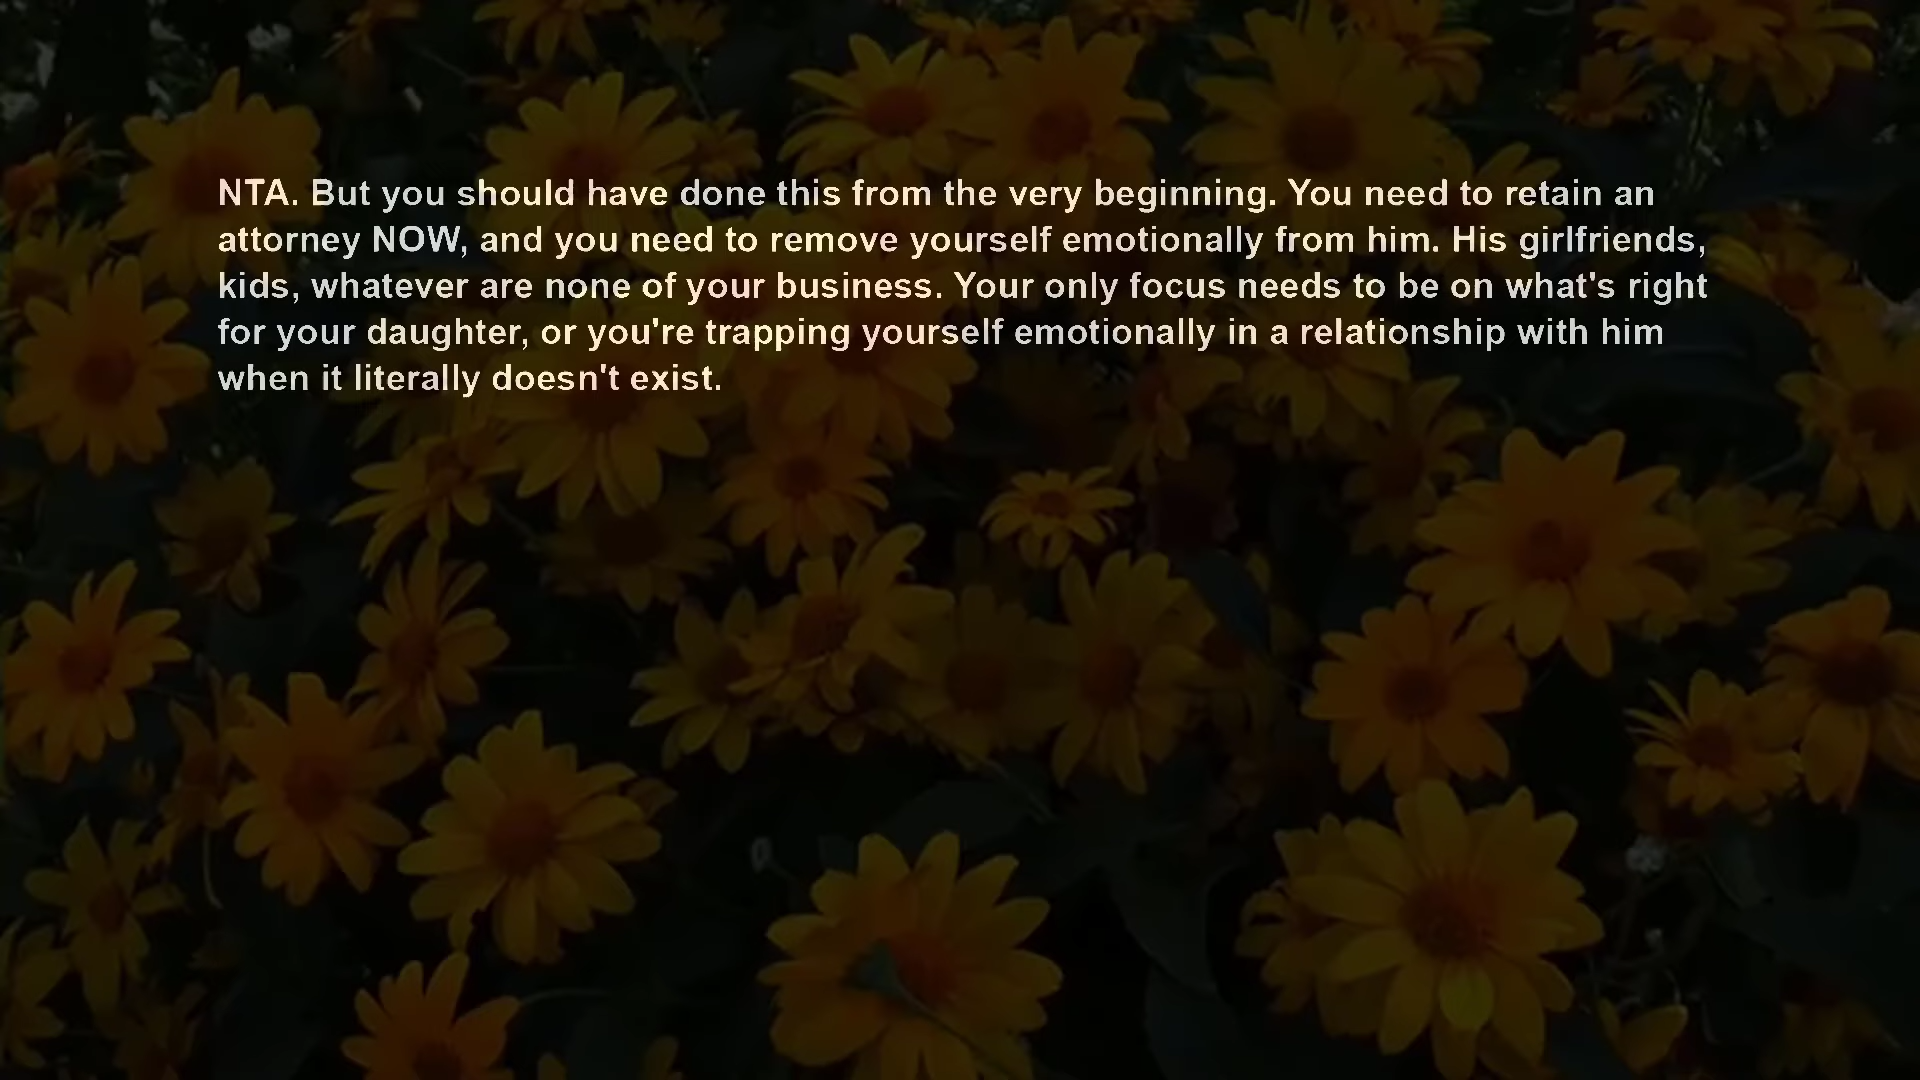 NTA. But you should have done this from the very beginning. You need to retain an
attorney NOW, and you need to remove yourself emotionally from him. His girlfriends,
kids, whatever are none of your business. Your only focus needs to be on what's right
for your daughter, or you're trapping yourself emotionally in a relationship with him
when it literally doesn't exist.